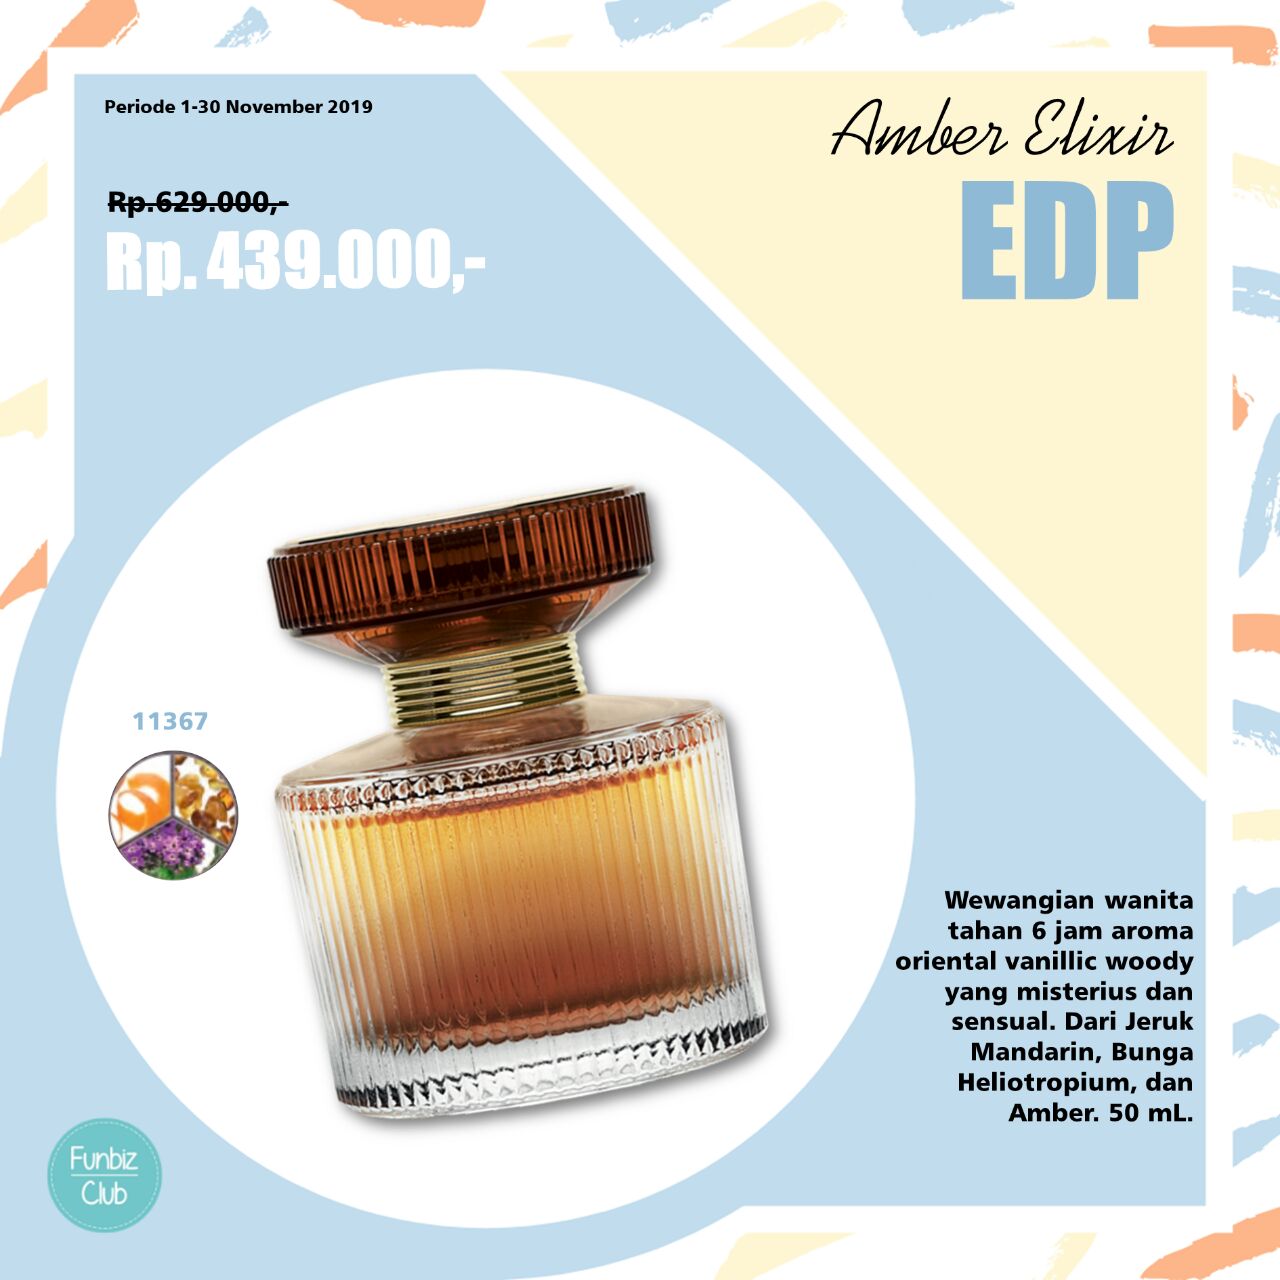 Periode 1-30 November 2019
Amber Elixir
EDP
Rp.629.000,-
Rp. 439.000,-
11367
Wewangian wanita
tahan 6 jam aroma
oriental vanillic woody
yang misterius dan
sensual. Dari Jeruk
Mandarin, Bunga
Heliotropium, dan
Amber. 50 mL.
Funbiz
Club